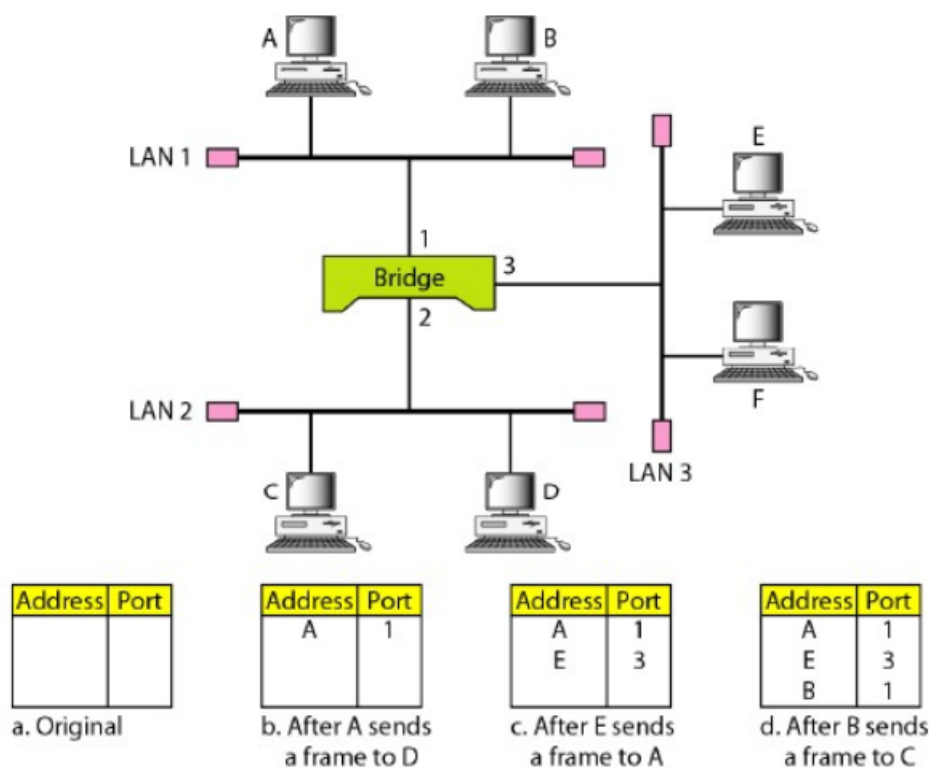 A
B
LAN 1
E
1
Bridge
3
2
F
LAN 2
LAN 3
C
D
Address Port
Address Port
A 1
Address Port
A 1
E 3
Address Port
A 1
E 3
B 1
a. Original
b. After A sends
a frame to D
c. After E sends
a frame to A
d. After B sends
a frame to C